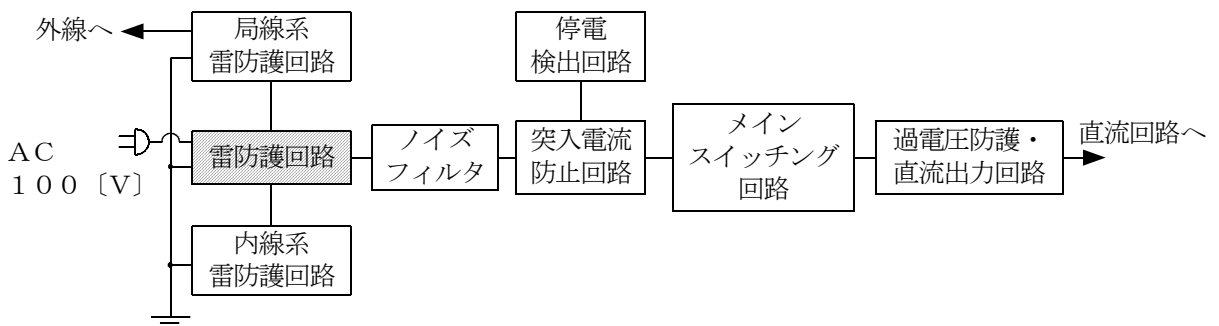 外線へ
局線系
雷防護回路
停電
検出回路
AC
100〔V〕
雷防護回路
ノイズ
フィルタ
突入電流
防止回路
メイン
スイッチング
回路
過電圧防護・
直流出力回路
直流回路へ
内線系
雷防護回路